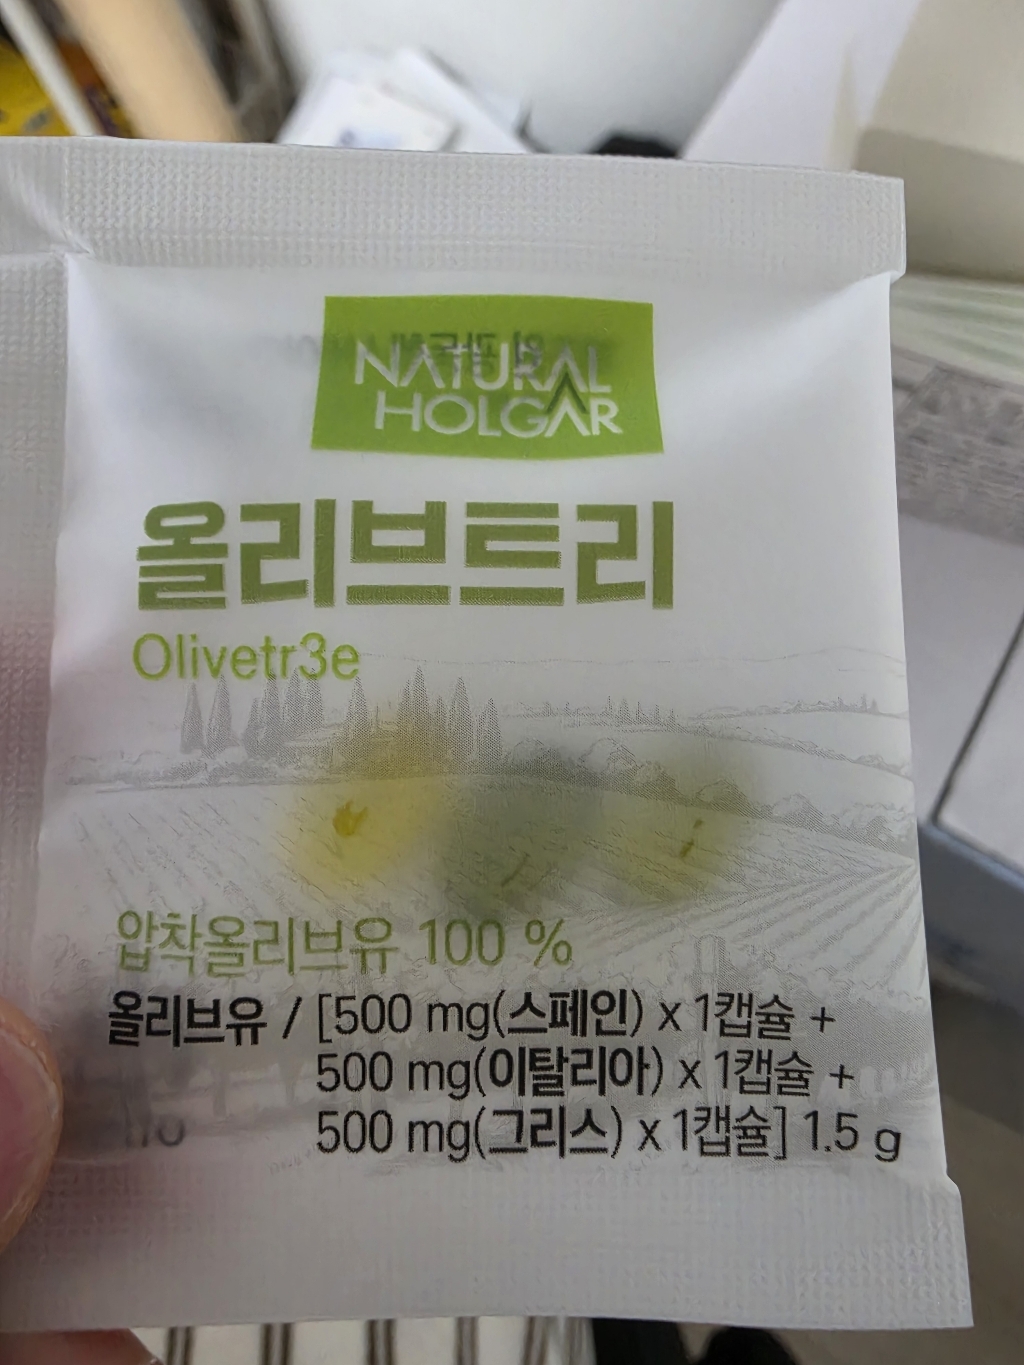 NATURAL
HOLGAR
올리브트리
Olivetr3e
압착올리브유 100 %
올리브유 / [500 mg(스페인) x 1캡슐 +
500 mg(이탈리아) x 1캡슐 +
500 mg(그리스) x 1캡슐] 1.5 g